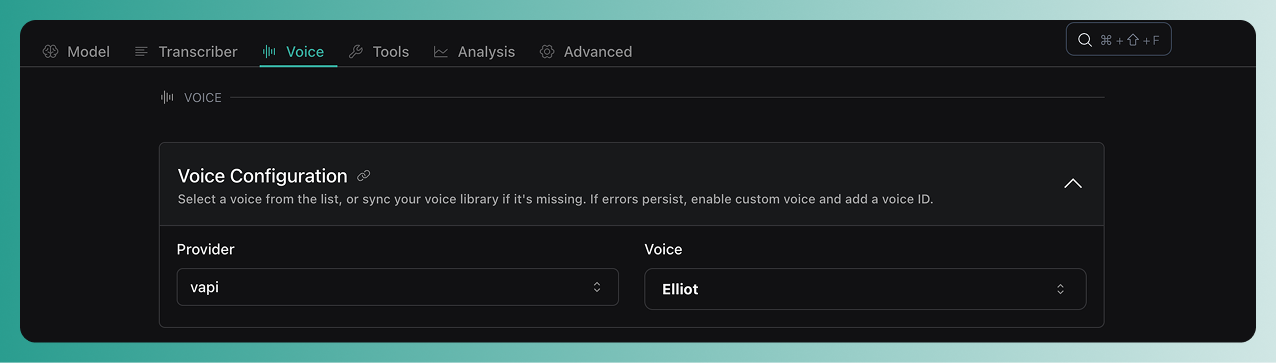 Model Transcriber Voice Tools Analysis Advanced ⌘+⇧+F
VOICE
Voice Configuration
Select a voice from the list, or sync your voice library if it's missing. If errors persist, enable custom voice and add a voice ID.
Provider Voice
vapi Elliot